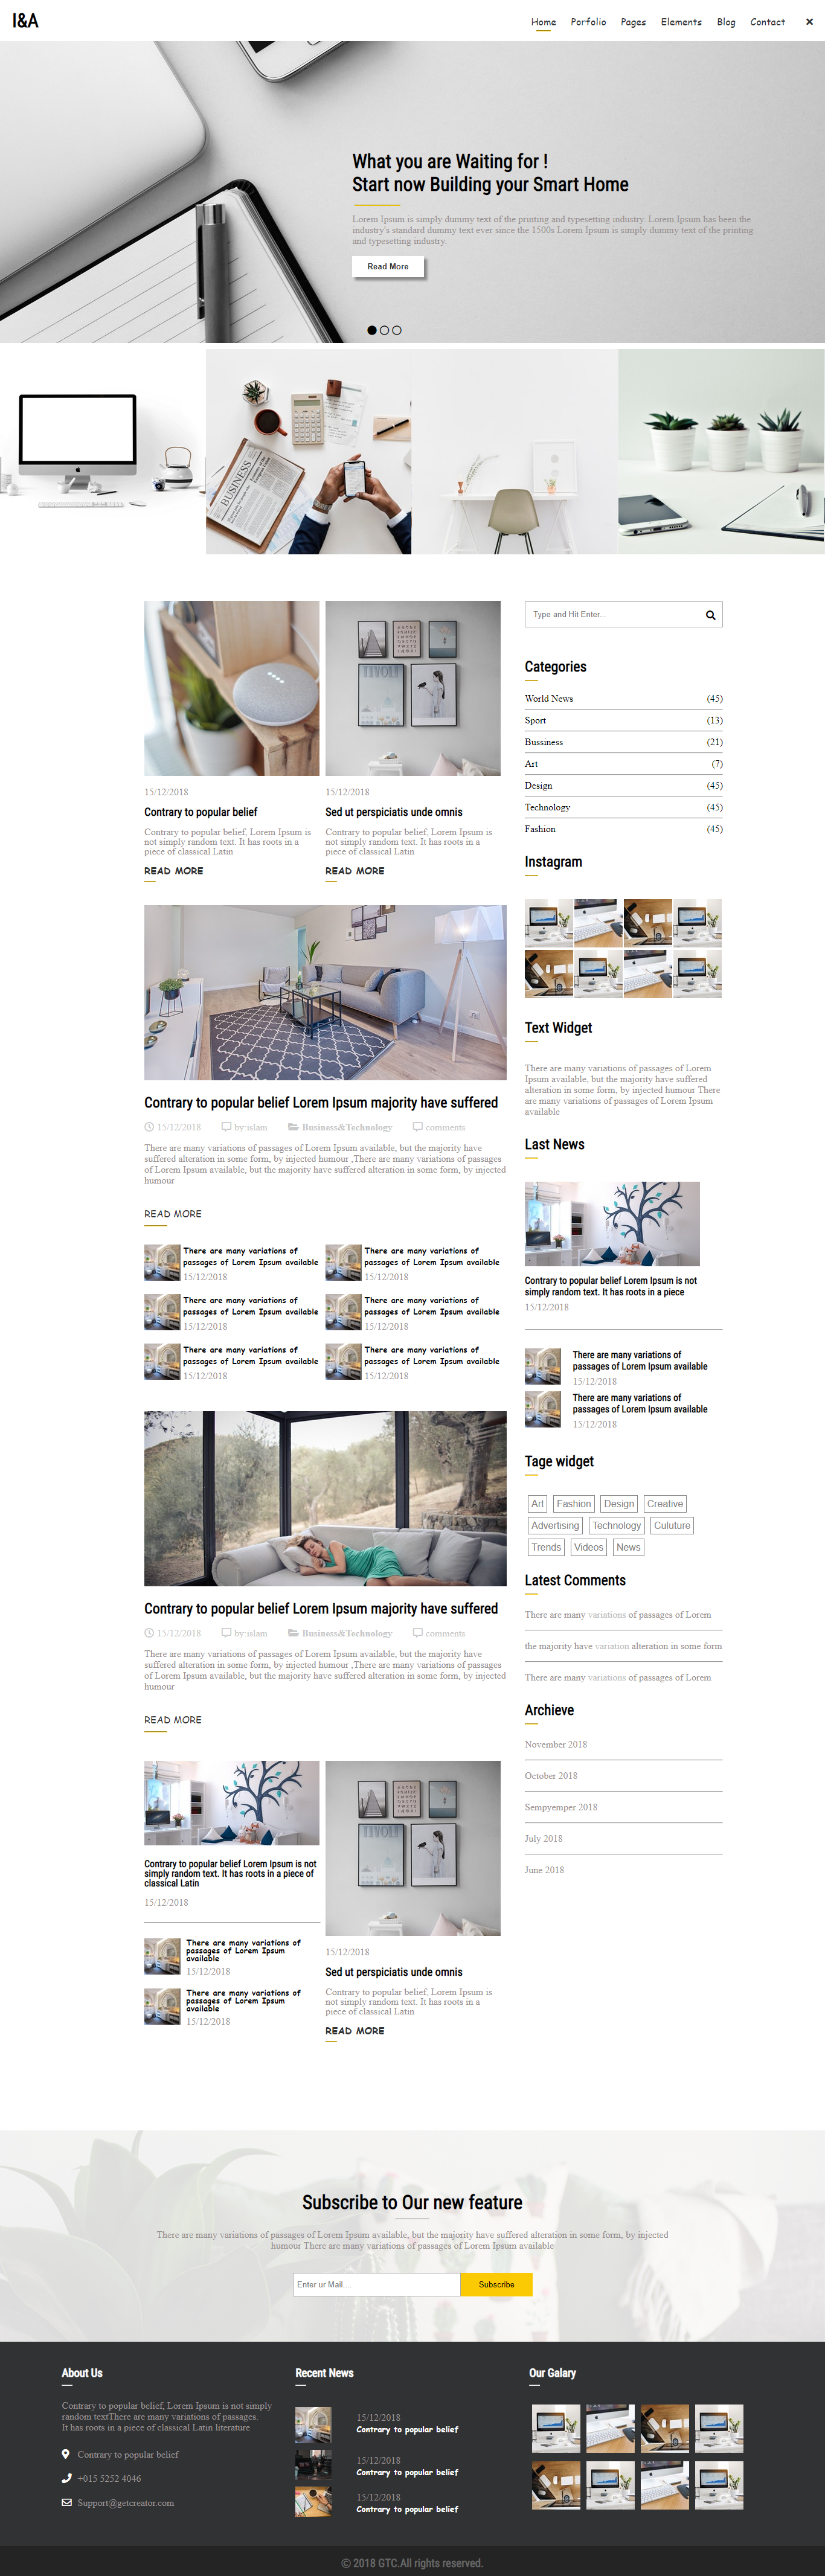 I&A
Home Porfolio Pages Elements Blog Contact ×
What you are Waiting for !
Start now Building your Smart Home
Lorem Ipsum is simply dummy text of the printing and typesetting industry. Lorem Ipsum has been the
industry's standard dummy text ever since the 1500s Lorem Ipsum is simply dummy text of the printing
and typesetting industry.
Read More
BUSINESS
TIVOLI
15/12/2018
Contrary to popular belief
Contrary to popular belief, Lorem Ipsum is
not simply random text. It has roots in a
piece of classical Latin
READ MORE
15/12/2018
Sed ut perspiciatis unde omnis
Contrary to popular belief, Lorem Ipsum is
not simply random text. It has roots in a
piece of classical Latin
READ MORE
Contrary to popular belief Lorem Ipsum majority have suffered
15/12/2018 by:islam Business&Technology comments
There are many variations of passages of Lorem Ipsum available, but the majority have
suffered alteration in some form, by injected humour ,There are many variations of passages
of Lorem Ipsum available, but the majority have suffered alteration in some form, by injected
humour
READ MORE
There are many variations of
passages of Lorem Ipsum available
15/12/2018
There are many variations of
passages of Lorem Ipsum available
15/12/2018
There are many variations of
passages of Lorem Ipsum available
15/12/2018
There are many variations of
passages of Lorem Ipsum available
15/12/2018
There are many variations of
passages of Lorem Ipsum available
15/12/2018
There are many variations of
passages of Lorem Ipsum available
15/12/2018
Contrary to popular belief Lorem Ipsum majority have suffered
15/12/2018 by:islam Business&Technology comments
There are many variations of passages of Lorem Ipsum available, but the majority have
suffered alteration in some form, by injected humour ,There are many variations of passages
of Lorem Ipsum available, but the majority have suffered alteration in some form, by injected
humour
READ MORE
Contrary to popular belief Lorem Ipsum is not
simply random text. It has roots in a piece of
classical Latin
15/12/2018
There are many variations of
passages of Lorem Ipsum
available
15/12/2018
There are many variations of
passages of Lorem Ipsum
available
15/12/2018
TIVOLI
15/12/2018
Sed ut perspiciatis unde omnis
Contrary to popular belief, Lorem Ipsum is
not simply random text. It has roots in a
piece of classical Latin
READ MORE
Type and Hit Enter...
Categories
World News (45)
Sport (13)
Bussiness (21)
Art (7)
Design (45)
Technology (45)
Fashion (45)
Instagram
Text Widget
There are many variations of passages of Lorem
Ipsum available, but the majority have suffered
alteration in some form, by injected humour There
are many variations of passages of Lorem Ipsum
available
Last News
Contrary to popular belief Lorem Ipsum is not
simply random text. It has roots in a piece
15/12/2018
There are many variations of
passages of Lorem Ipsum available
15/12/2018
There are many variations of
passages of Lorem Ipsum available
15/12/2018
Tage widget
Art Fashion Design Creative
Advertising Technology Culuture
Trends Videos News
Latest Comments
There are many variations of passages of Lorem
the majority have variation alteration in some form
There are many variations of passages of Lorem
Archieve
November 2018
October 2018
Sempyemper 2018
July 2018
June 2018
Subscribe to Our new feature
There are many variations of passages of Lorem Ipsum available, but the majority have suffered alteration in some form, by injected
humour There are many variations of passages of Lorem Ipsum available
Enter ur Mail....
Subscribe
About Us
Contrary to popular belief, Lorem Ipsum is not simply
random textThere are many variations of passages.
It has roots in a piece of classical Latin literature
Contrary to popular belief
+015 5252 4046
Support@getcreator.com
Recent News
15/12/2018
Contrary to popular belief
15/12/2018
Contrary to popular belief
15/12/2018
Contrary to popular belief
Our Galary
© 2018 GTC.All rights reserved.